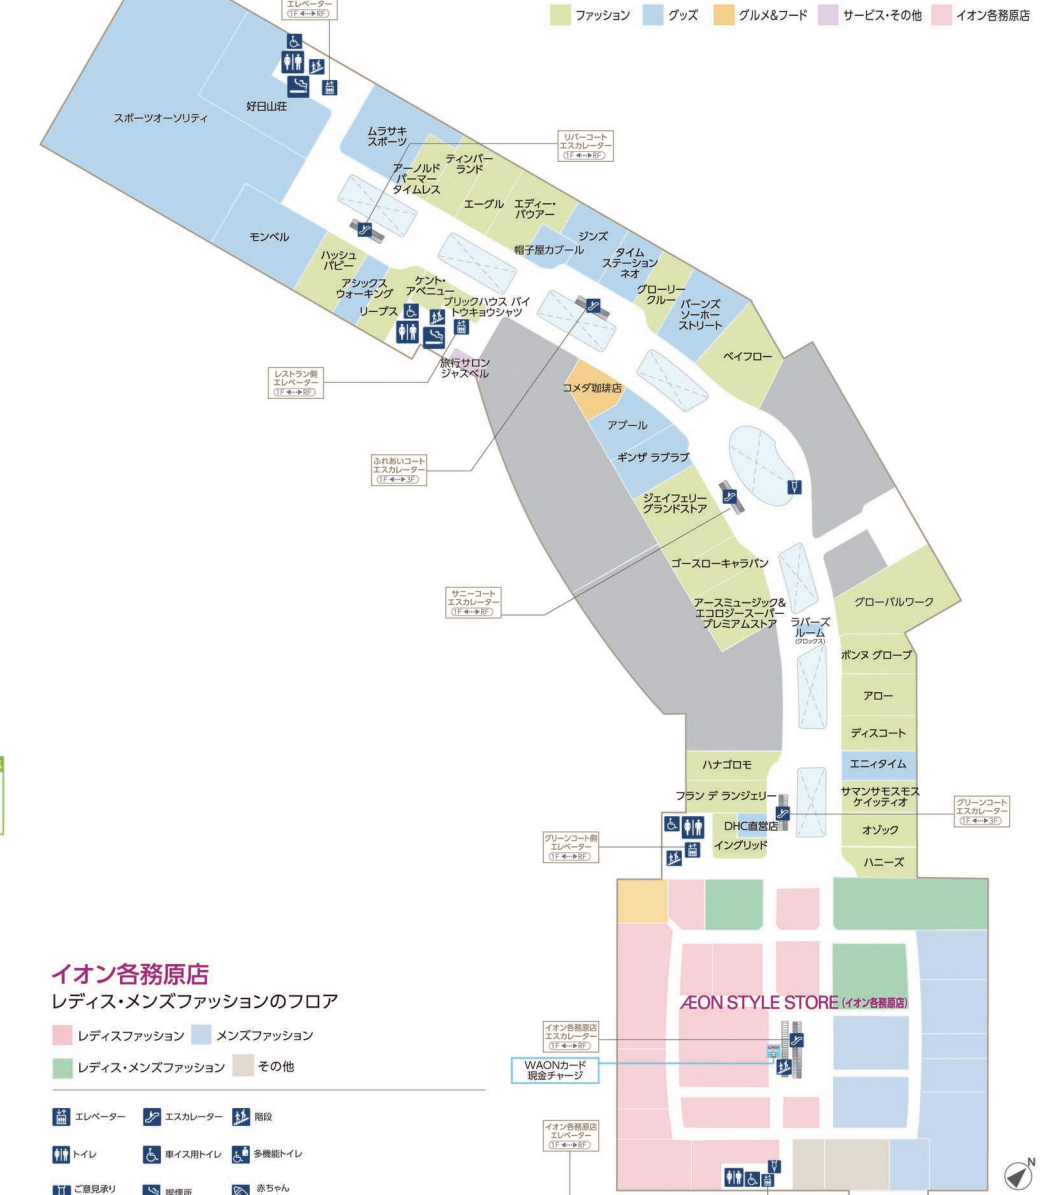 エレベーター
1F ◀┅▶ RF
ファッション
グッズ
グルメ&フード
サービス・その他
イオン各務原店
スポーツオーソリティ
好日山荘
ムラサキ
スポーツ
リバーコート
エスカレーター
1F ◀┅▶ RF
ティンバー
ランド
アーノルド
パーマー
タイムレス
エーグル
エディー・
バウアー
モンベル
帽子屋カプール
ジンズ
タイム
ステーション
ネオ
ハッシュ
パピー
アシックス
ウォーキング
リープス
ケント・
アベニュー
ブリックハウス バイ
トウキョウシャツ
グローリー
クルー
バーンズ
ソーホー
ストリート
ベイフロー
旅行サロン
ジャスベル
レストラン側
エレベーター
1F ◀┅▶ RF
コメダ珈琲店
アプール
ギンザ ラブラブ
ふれあいコート
エスカレーター
1F ◀┅▶ 3F
ジェイフェリー
グランドストア
ゴースローキャラバン
サニーコート
エスカレーター
1F ◀┅▶ RF
アースミュージック&
エコロジースーパー
プレミアムストア
ラバーズ
ルーム
(クロックス)
グローバルワーク
ボンヌ グローブ
アロー
ディスコート
エニィタイム
サマンサモスモス
ケイッティオ
オゾック
ハニーズ
ハナゴロモ
フラン デ ランジェリー
DHC直営店
イングリッド
グリーンコート
エスカレーター
1F ◀┅▶ 3F
グリーンコート側
エレベーター
1F ◀┅▶ RF
ÆON STYLE STORE (イオン各務原店)
イオン各務原店
エスカレーター
1F ◀┅▶ RF
WAONカード
現金チャージ
イオン各務原店
エレベーター
1F ◀┅▶ RF
イオン各務原店
レディス・メンズファッションのフロア
レディスファッション
メンズファッション
レディス・メンズファッション
その他
エレベーター
エスカレーター
階段
トイレ
車イス用トイレ
多機能トイレ
ご意見承り
喫煙所
赤ちゃん
N